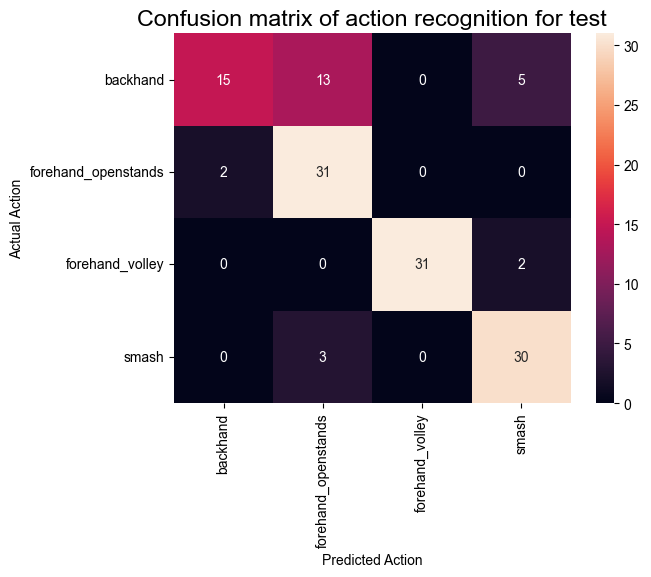 Confusion matrix of action recognition for test
backhand 15 13 0 5
forehand_openstands 2 31 0 0
forehand_volley 0 0 31 2
smash 0 3 0 30
Actual Action
backhand
forehand_openstands
forehand_volley
smash
Predicted Action
30
25
20
15
10
5
0